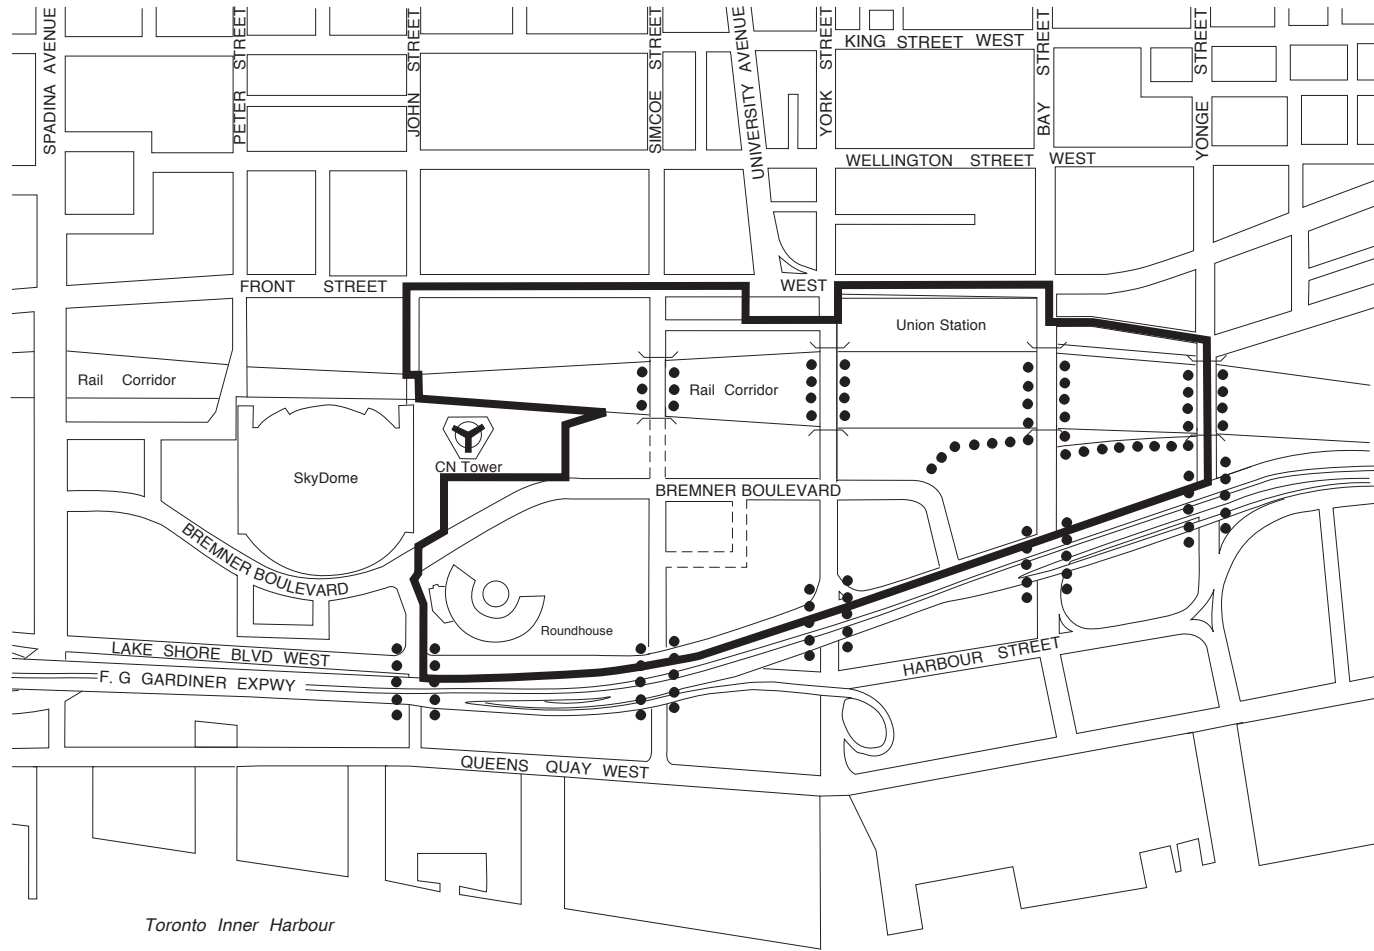 SPADINA AVENUE
PETER STREET
JOHN STREET
SIMCOE STREET
UNIVERSITY AVENUE
YORK STREET
BAY STREET
YONGE STREET
KING STREET WEST
WELLINGTON STREET WEST
FRONT STREET WEST
Union Station
Rail Corridor
Rail Corridor
CN Tower
SkyDome
BREMNER BOULEVARD
BREMNER BOULEVARD
Roundhouse
LAKE SHORE BLVD WEST
HARBOUR STREET
F. G GARDINER EXPWY
QUEENS QUAY WEST
Toronto Inner Harbour